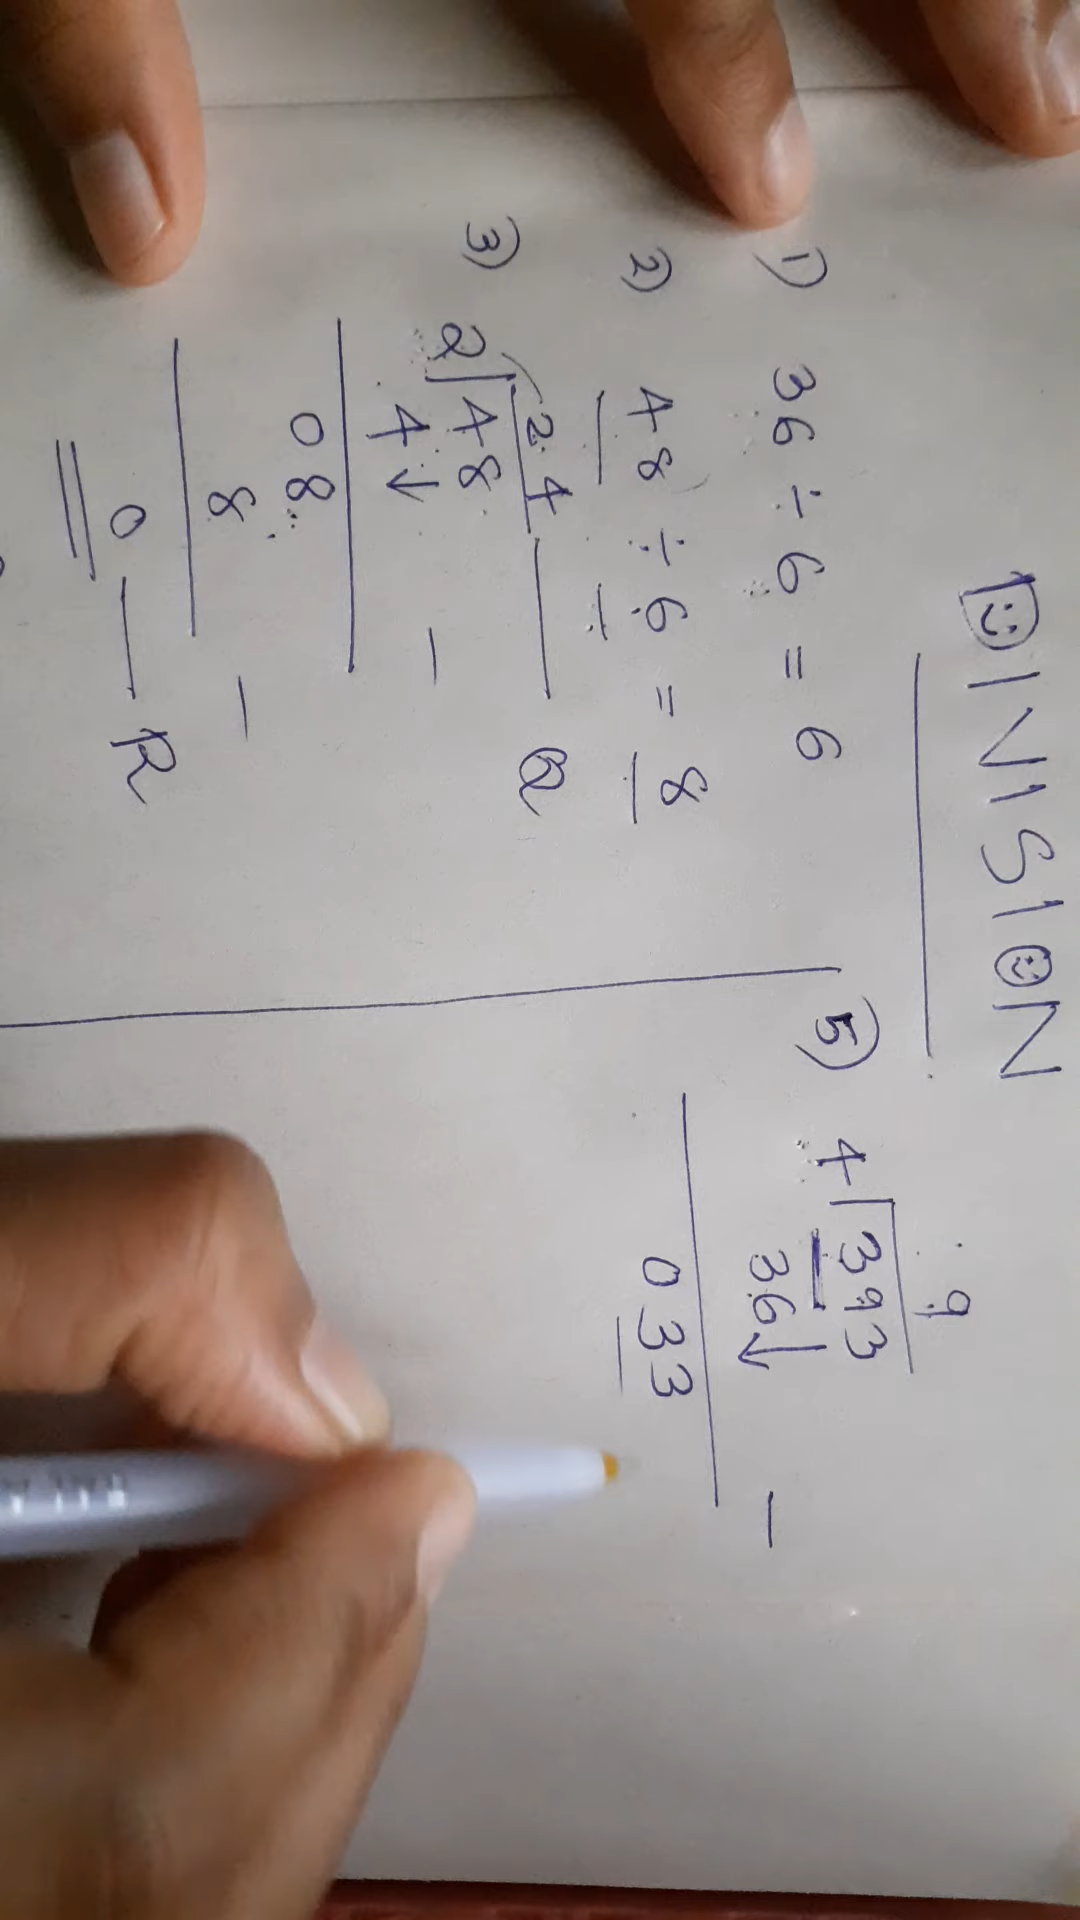 DIVISION
1) 36 ÷ 6 = 6
2) 48 ÷ 6 = 8
3)
24 — Q
2 48
4↓ —
08
8 —
0 — R
5)
9
4 393
36↓ —
033